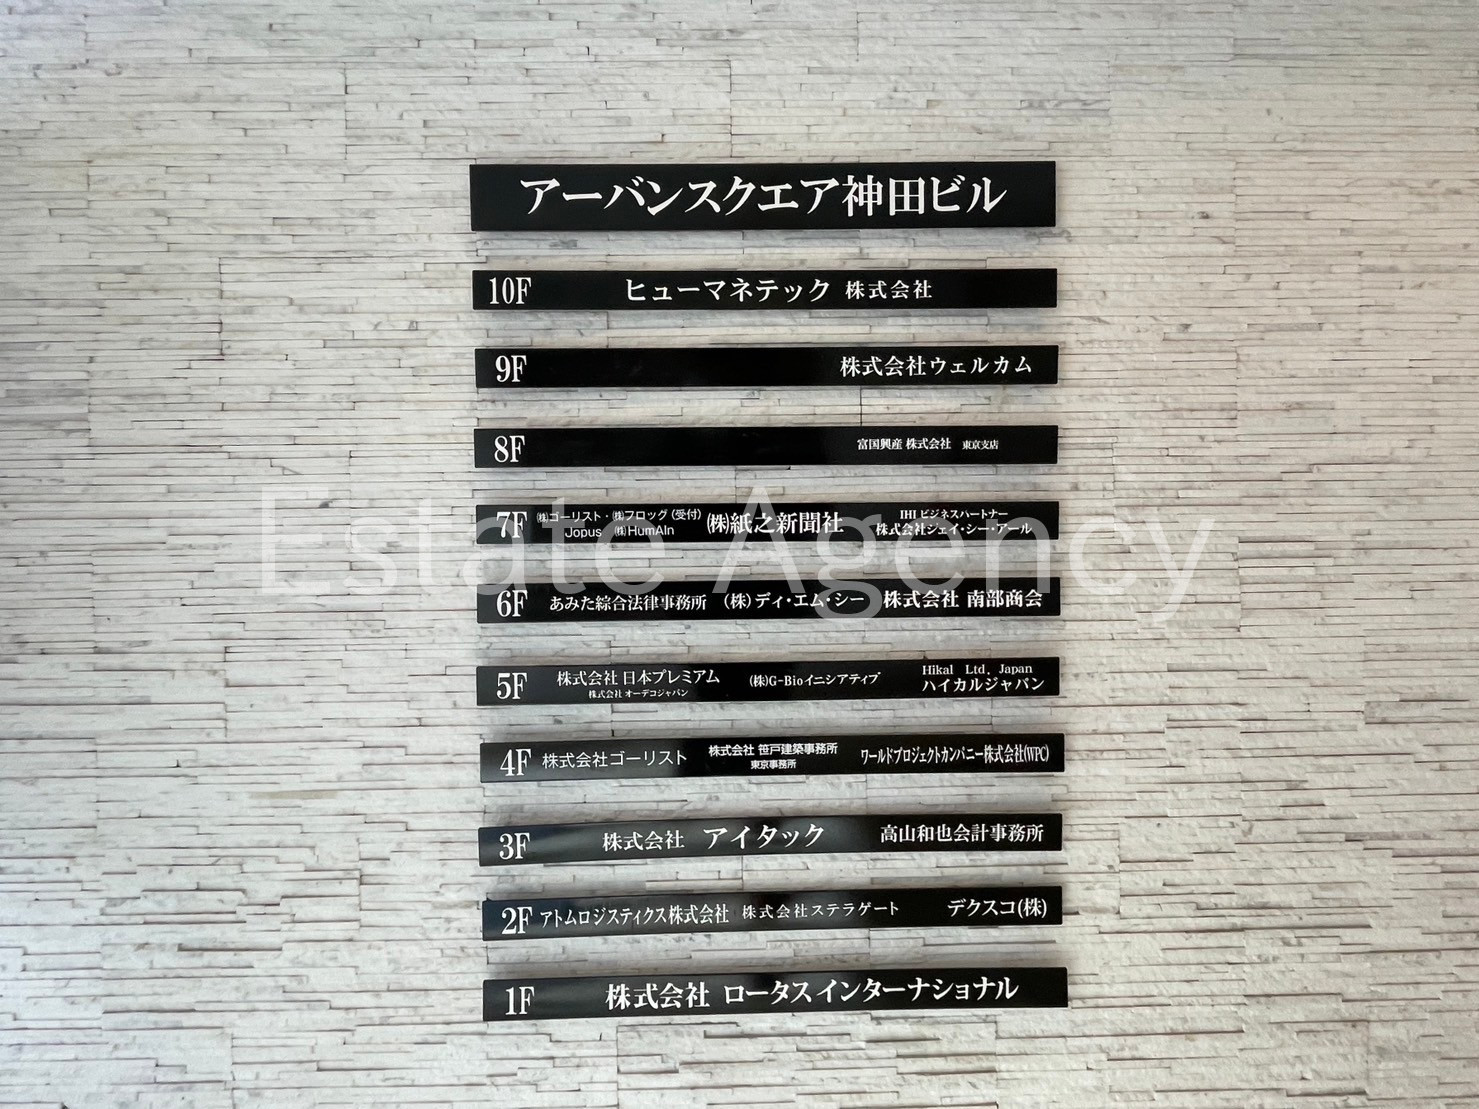 アーバンスクエア神田ビル
10F ヒューマネテック 株式会社
9F 株式会社ウェルカム
8F 富国興産 株式会社 東京支店
7F ㈱ゴーリスト・㈱フロッグ（受付） Jopus ㈱HumAIn ㈱紙之新聞社 IHI ビジネスパートナー 株式会社ジェイ・シー・アール
6F あみた綜合法律事務所 （株）ディ・エム・シー 株式会社 南部商会
5F 株式会社 日本プレミアム 株式会社 オーデコジャパン (株)G-Bioイニシアティブ Hikal Ltd、Japan ハイカルジャパン
4F 株式会社ゴーリスト 株式会社 笹戸建築事務所 東京事務所 ワールドプロジェクトカンパニー株式会社(WPC)
3F 株式会社 アイタック 高山和也会計事務所
2F アトムロジスティクス株式会社 株式会社ステラゲート デクスコ(株)
1F 株式会社 ロータスインターナショナル
Estate Agency